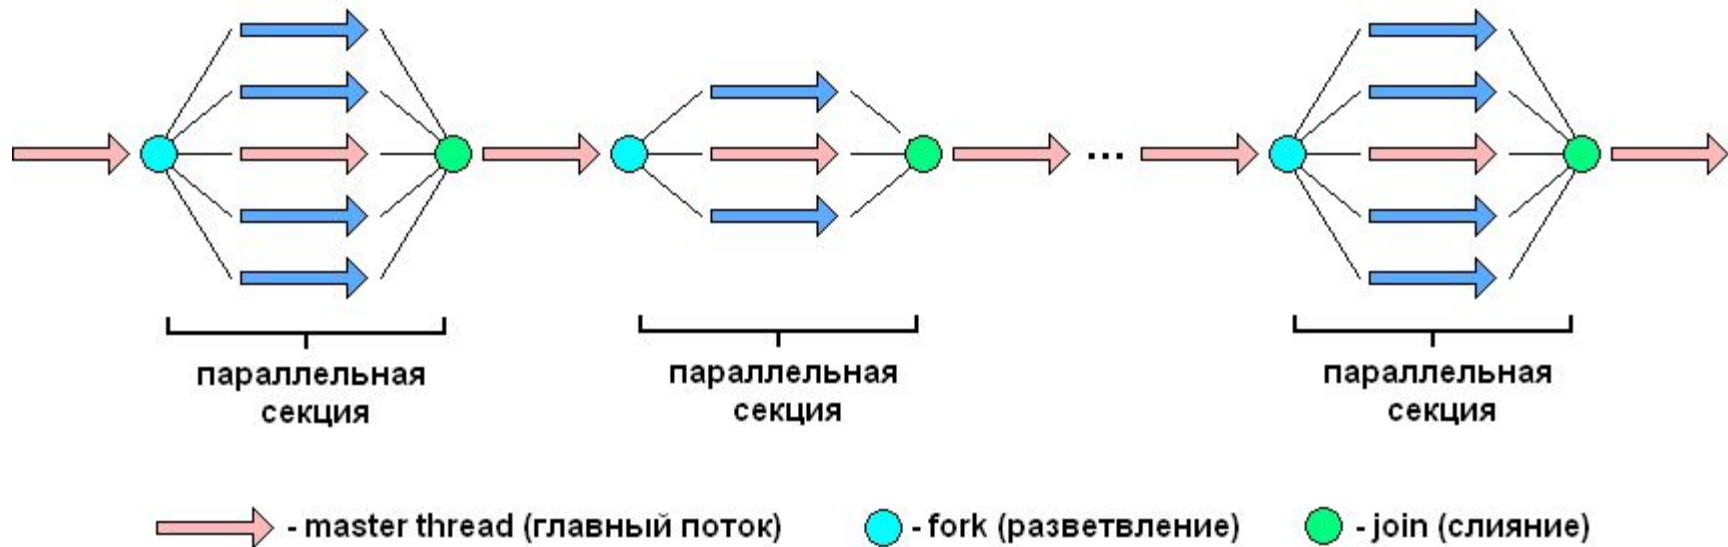 ...
параллельная
секция
параллельная
секция
параллельная
секция
- master thread (главный поток)
- fork (разветвление)
- join (слияние)